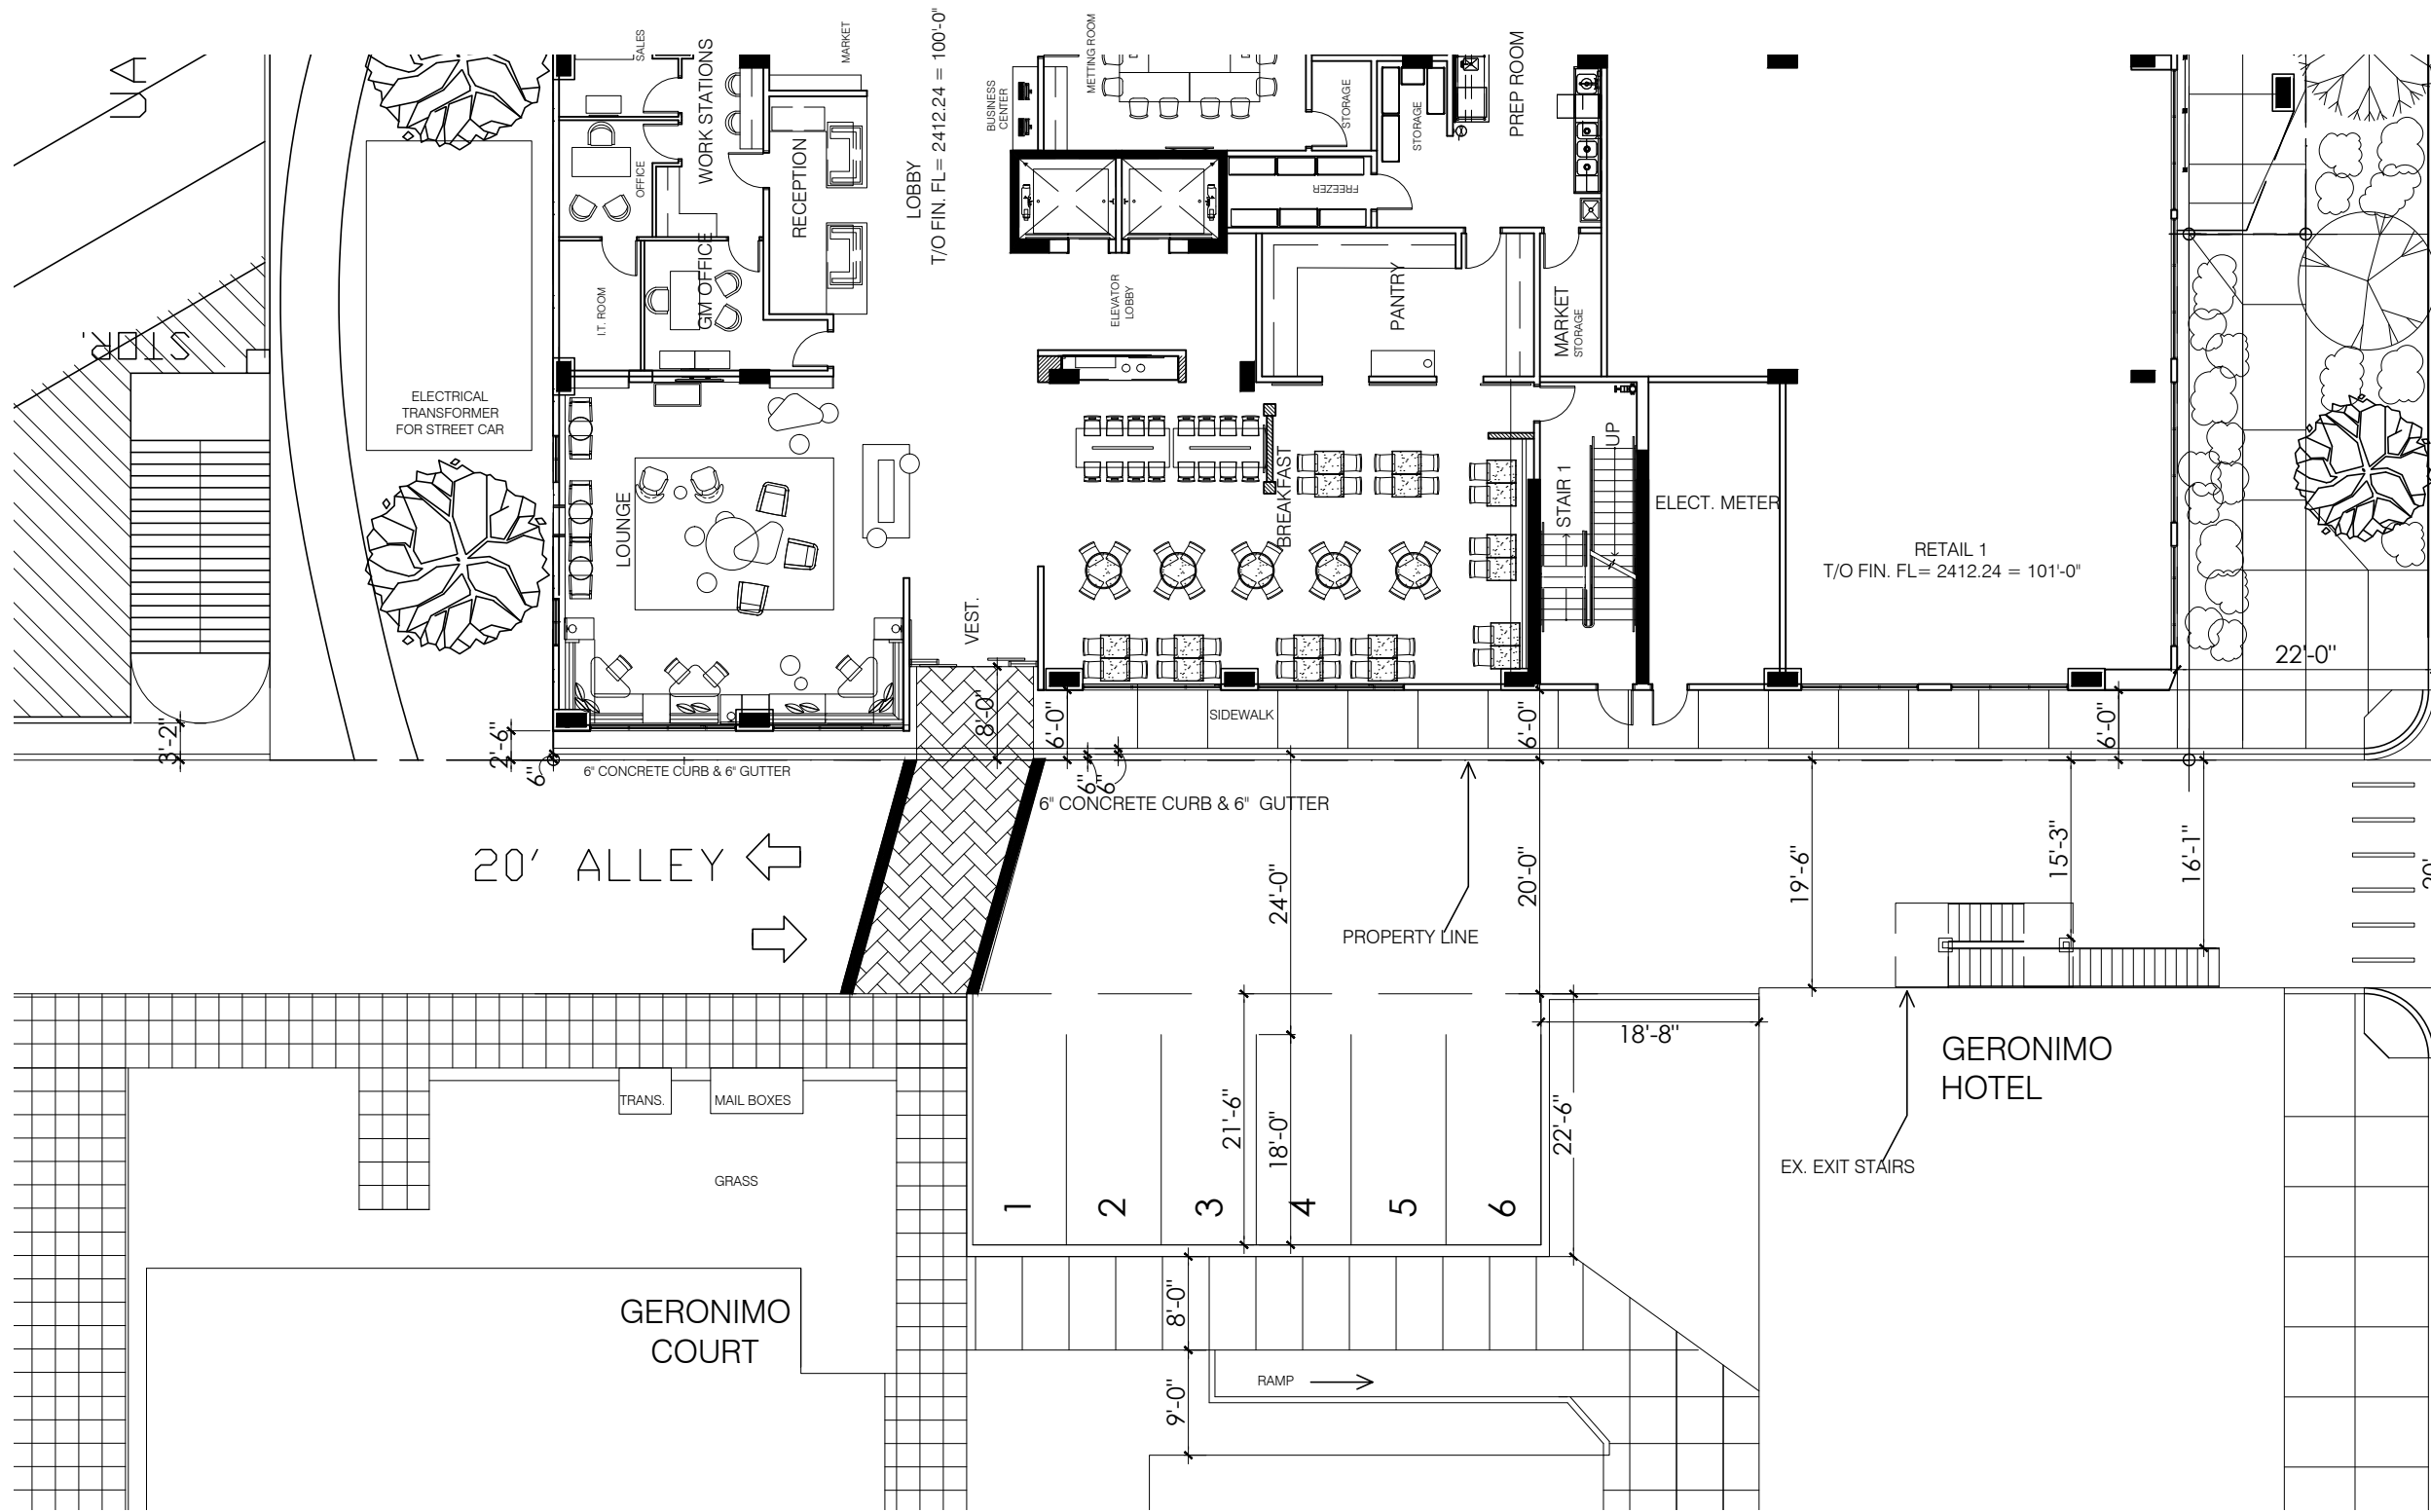 SALES
WORK STATIONS
MARKET
LOBBY
T/O FIN. FL= 2412.24 = 100'-0"
BUSINESS
CENTER
METTING ROOM
STORAGE
STORAGE
PREP ROOM
OFFICE
RECEPTION
FREEZER
GM OFFICE
I.T. ROOM
ELEVATOR
LOBBY
PANTRY
MARKET
STORAGE
STOR.
ELECTRICAL
TRANSFORMER
FOR STREET CAR
LOUNGE
BREAKFAST
STAIR 1
UP
ELECT. METER
RETAIL 1
T/O FIN. FL= 2412.24 = 101'-0"
VEST.
22'-0"
3'-2"
2'-6"
6"
8'-0"
6'-0"
SIDEWALK
6'-0"
6'-0"
6" CONCRETE CURB & 6" GUTTER
6"
6"
6" CONCRETE CURB & 6" GUTTER
20' ALLEY
24'-0"
20'-0"
19'-6"
15'-3"
16'-1"
PROPERTY LINE
18'-8"
GERONIMO
HOTEL
TRANS.
MAIL BOXES
21'-6"
18'-0"
22'-6"
EX. EXIT STAIRS
GRASS
1
2
3
4
5
6
GERONIMO
COURT
8'-0"
RAMP
9'-0"